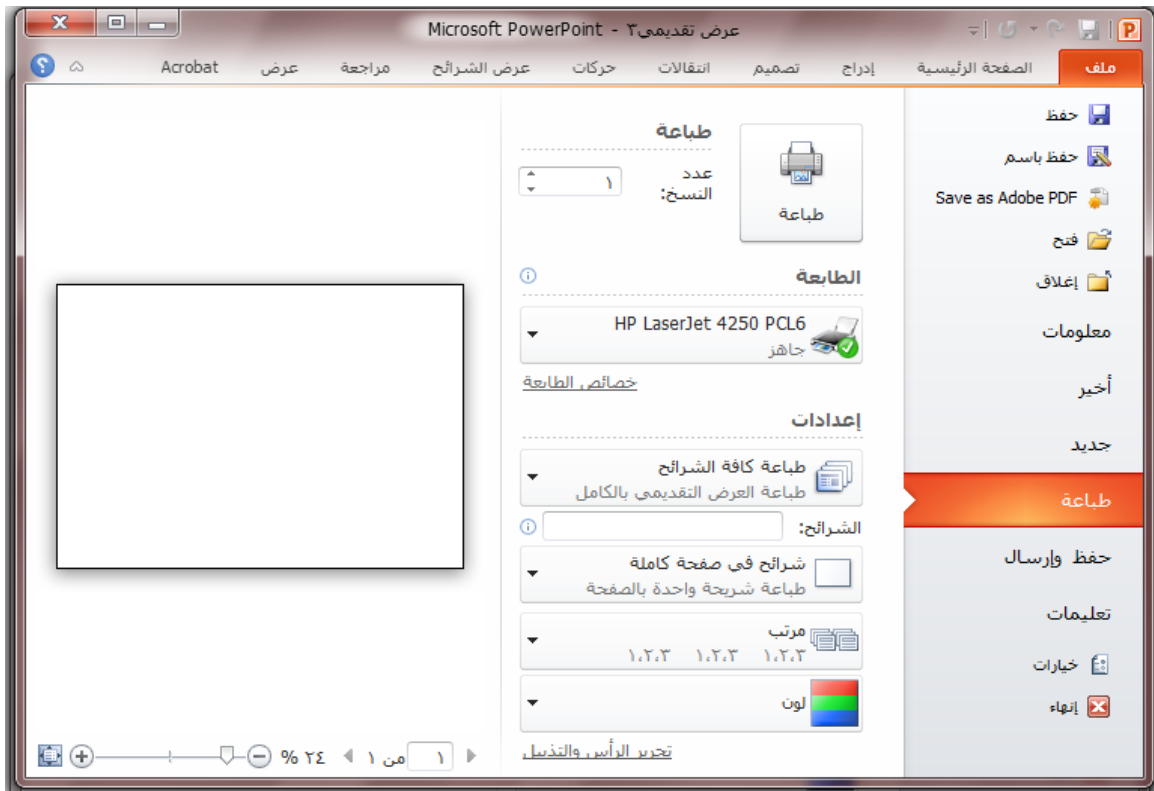 عرض تقديمي٣ - Microsoft PowerPoint
ملف الصفحة الرئيسية إدراج تصميم انتقالات حركات عرض الشرائح مراجعة عرض Acrobat
حفظ
حفظ باسم
Save as Adobe PDF
فتح
إغلاق
معلومات
أخير
جديد
طباعة
حفظ وإرسال
تعليمات
خيارات
إنهاء
طباعة
طباعة
عدد
النسخ:
١
الطابعة
HP LaserJet 4250 PCL6
جاهز
خصائص الطابعة
إعدادات
طباعة كافة الشرائح
طباعة العرض التقديمي بالكامل
الشرائح:
شرائح في صفحة كاملة
طباعة شريحة واحدة بالصفحة
مرتب
١،٢،٣ ١،٢،٣ ١،٢،٣
لون
تحرير الرأس والتذييل
١ من ١
٢٤ %